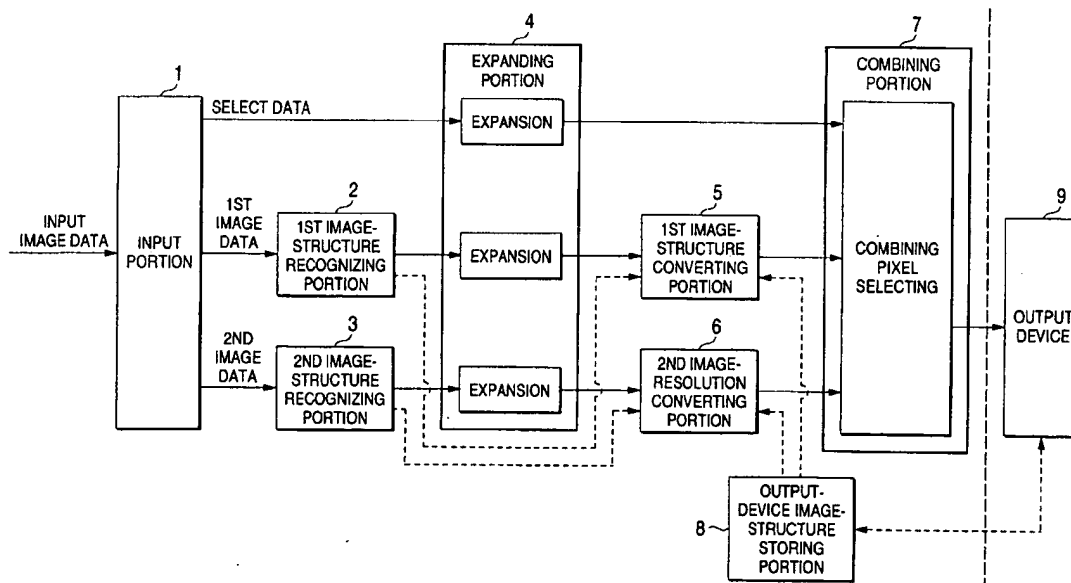 4
7
1
EXPANDING
PORTION
COMBINING
PORTION
SELECT DATA
EXPANSION
2
5
9
INPUT
IMAGE DATA
INPUT
PORTION
1ST
IMAGE
DATA
1ST IMAGE-
STRUCTURE
RECOGNIZING
PORTION
EXPANSION
1ST IMAGE-
STRUCTURE
CONVERTING
PORTION
COMBINING
PIXEL
SELECTING
OUTPUT
DEVICE
3
6
2ND
IMAGE
DATA
2ND IMAGE-
STRUCTURE
RECOGNIZING
PORTION
EXPANSION
2ND IMAGE-
RESOLUTION
CONVERTING
PORTION
8
OUTPUT-
DEVICE IMAGE-
STRUCTURE
STORING
PORTION